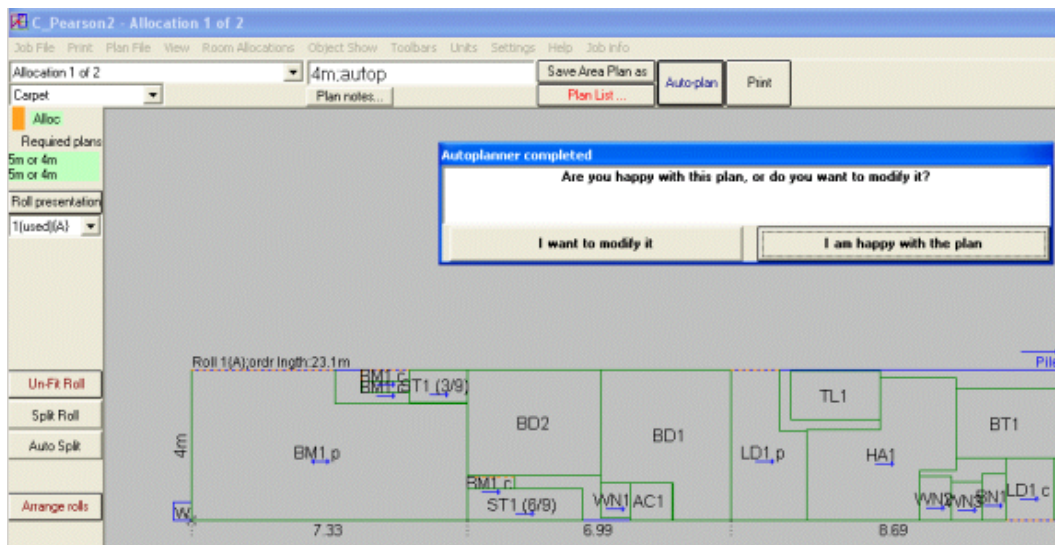 C_Pearson2 - Allocation 1 of 2
Job File Print Plan File View Room Allocations Object Show Toolbars Units Settings Help Job info
Allocation 1 of 2
4m;autop
Save Area Plan as
Auto-plan
Print
Carpet
Plan notes...
Plan List ...
Alloc
Required plans
5m or 4m
5m or 4m
Roll presentation
1(used)(A)
Autoplanner completed
Are you happy with this plan, or do you want to modify it?
I want to modify it
I am happy with the plan
Roll 1(A);ordr lngth:23.1m
Pile
Un-Fit Roll
Split Roll
Auto Split
Arrange rolls
4m
W
BM1.c
BM1.c
ST1 (3/9)
BD2
BD1
TL1
BT1
BM1.p
LD1.p
HA1
BM1.c
ST1 (6/9)
WN1
AC1
WN2
WN3
BN1
LD1.c
7.33
6.99
8.69